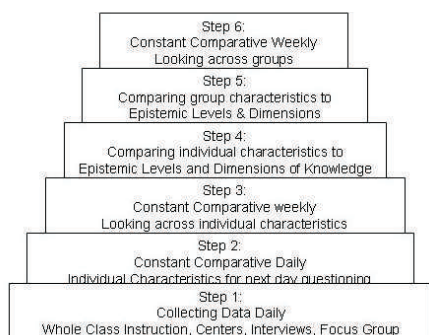 Step 6:
Constant Comparative Weekly
Looking across groups
Step 5:
Comparing group characteristics to
Epistemic Levels & Dimensions
Step 4:
Comparing individual characteristics to
Epistemic Levels and Dimensions of Knowledge
Step 3:
Constant Comparative weekly
Looking across individual characteristics
Step 2:
Constant Comparative Daily
Individual Characteristics for next day questioning
Step 1:
Collecting Data Daily
Whole Class Instruction, Centers, Interviews, Focus Group